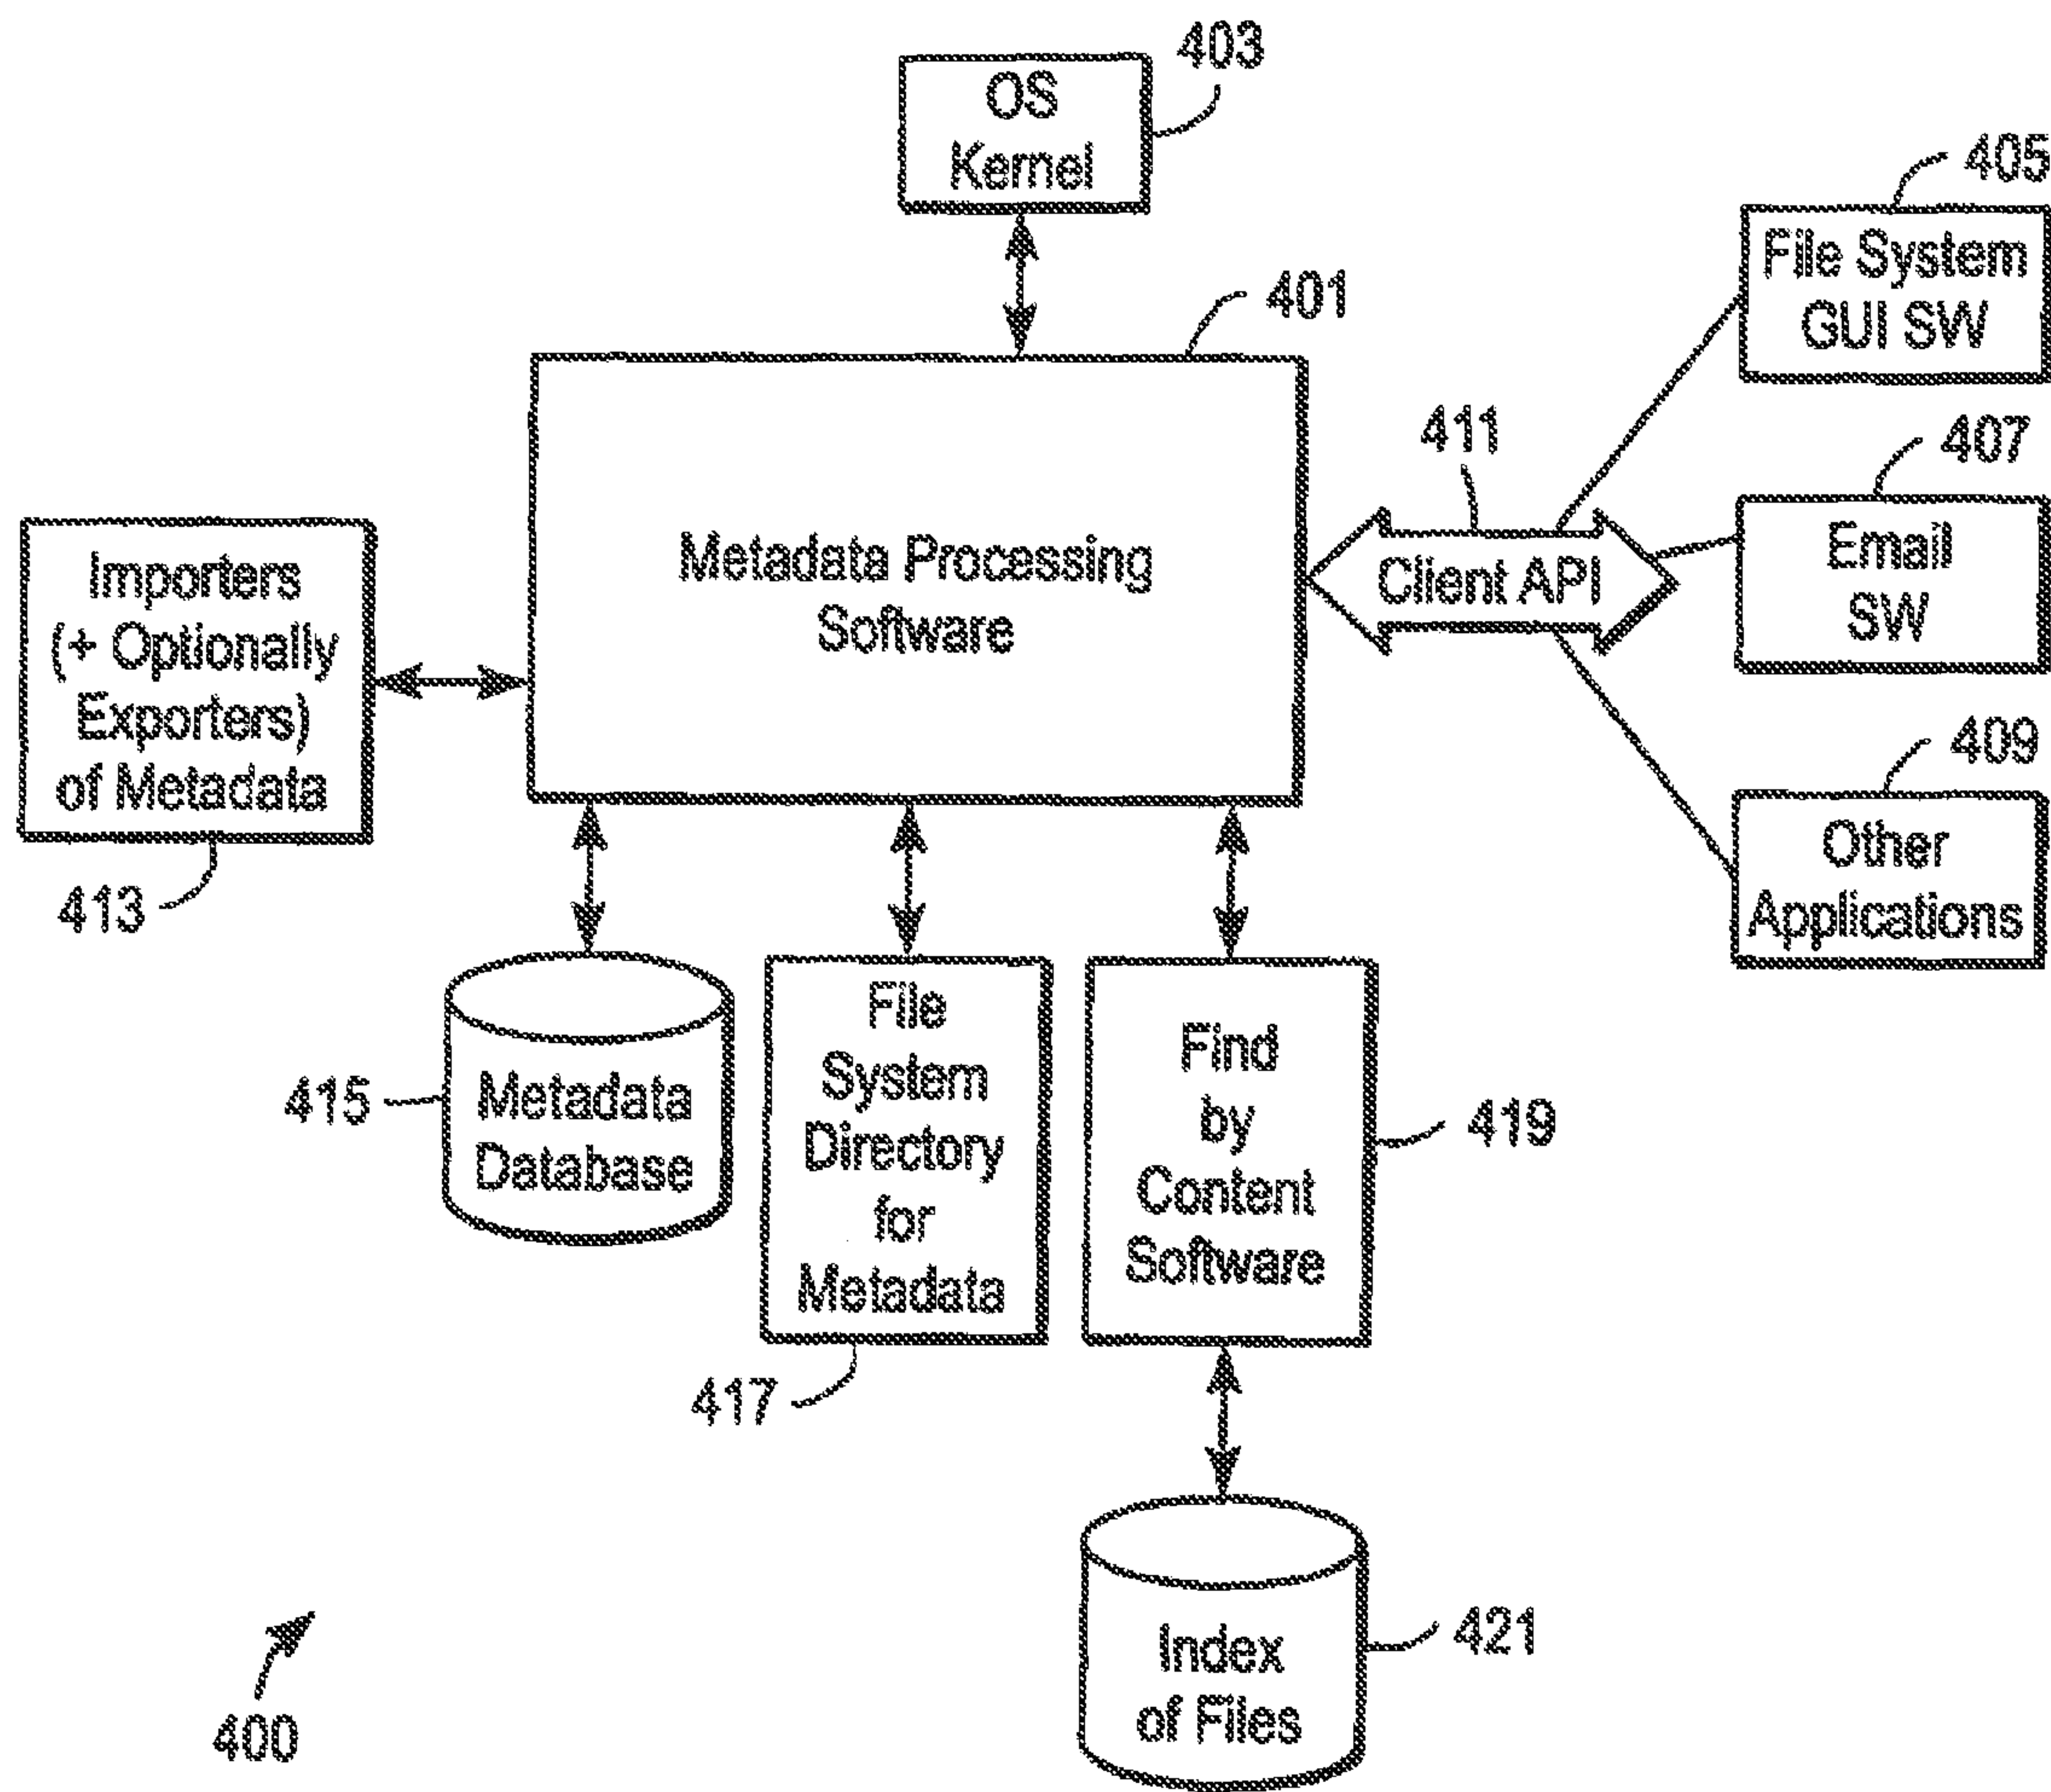 403
OS
Kernel
405
File System
GUI SW
401
411
407
Metadata Processing
Software
Client API
Email
SW
Importers
(+ Optionally
Exporters)
of Metadata
409
Other
Applications
413
415
Metadata
Database
File
System
Directory
for
Metadata
Find
by
Content
Software
419
417
421
Index
of Files
400